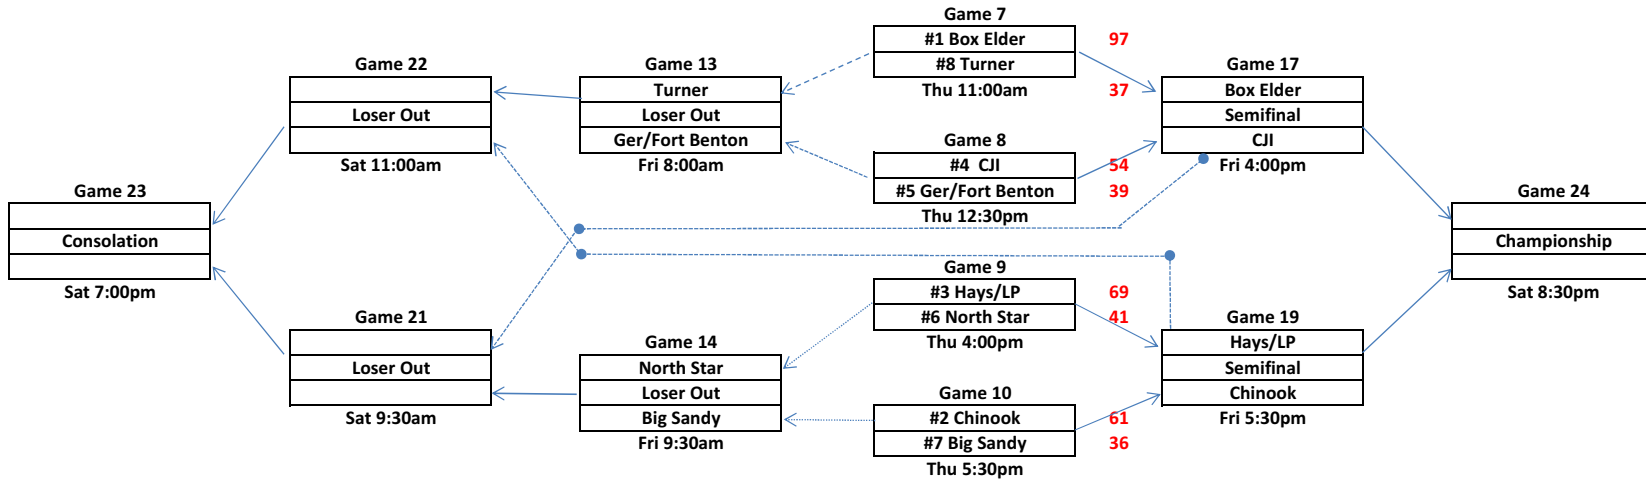 Game 7
#1 Box Elder 97
#8 Turner 37
Thu 11:00am
Game 22
Loser Out
Sat 11:00am
Game 13
Turner
Loser Out
Ger/Fort Benton
Fri 8:00am
Game 17
Box Elder
Semifinal
CJI
Fri 4:00pm
Game 8
#4 CJI 54
#5 Ger/Fort Benton 39
Thu 12:30pm
Game 23
Consolation
Sat 7:00pm
Game 24
Championship
Sat 8:30pm
Game 9
#3 Hays/LP 69
#6 North Star 41
Thu 4:00pm
Game 21
Loser Out
Sat 9:30am
Game 14
North Star
Loser Out
Big Sandy
Fri 9:30am
Game 19
Hays/LP
Semifinal
Chinook
Fri 5:30pm
Game 10
#2 Chinook 61
#7 Big Sandy 36
Thu 5:30pm